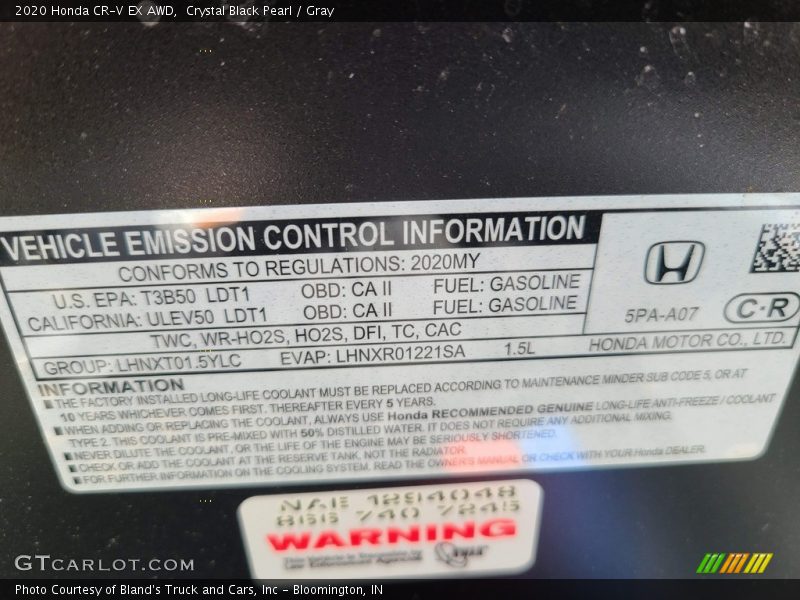 2020 Honda CR-V EX AWD,  Crystal Black Pearl / Gray
VEHICLE EMISSION CONTROL INFORMATION
CONFORMS TO REGULATIONS: 2020MY
U.S. EPA: T3B50 LDT1 OBD: CA II FUEL: GASOLINE
CALIFORNIA: ULEV50 LDT1 OBD: CA II FUEL: GASOLINE
TWC, WR-HO2S, HO2S, DFI, TC, CAC
GROUP: LHNXT01.5YLC EVAP: LHNXR01221SA 1.5L
5PA-A07 C-R
HONDA MOTOR CO., LTD.
INFORMATION
■THE FACTORY INSTALLED LONG-LIFE COOLANT MUST BE REPLACED ACCORDING TO MAINTENANCE MINDER SUB CODE 5, OR AT
10 YEARS WHICHEVER COMES FIRST. THEREAFTER EVERY 5 YEARS.
■WHEN ADDING OR REPLACING THE COOLANT, ALWAYS USE Honda RECOMMENDED GENUINE LONG-LIFE ANTI-FREEZE / COOLANT
TYPE 2. THIS COOLANT IS PRE-MIXED WITH 50% DISTILLED WATER. IT DOES NOT REQUIRE ANY ADDITIONAL MIXING.
■NEVER DILUTE THE COOLANT, OR THE LIFE OF THE ENGINE MAY BE SERIOUSLY SHORTENED.
■CHECK OR ADD THE COOLANT AT THE RESERVE TANK, NOT THE RADIATOR.
■FOR FURTHER INFORMATION ON THE COOLING SYSTEM, READ THE OWNER'S MANUAL OR CHECK WITH YOUR Honda DEALER.
1294048
740 7245
WARNING
GTCARLOT.COM
Photo Courtesy of Bland's Truck and Cars, Inc - Bloomington, IN